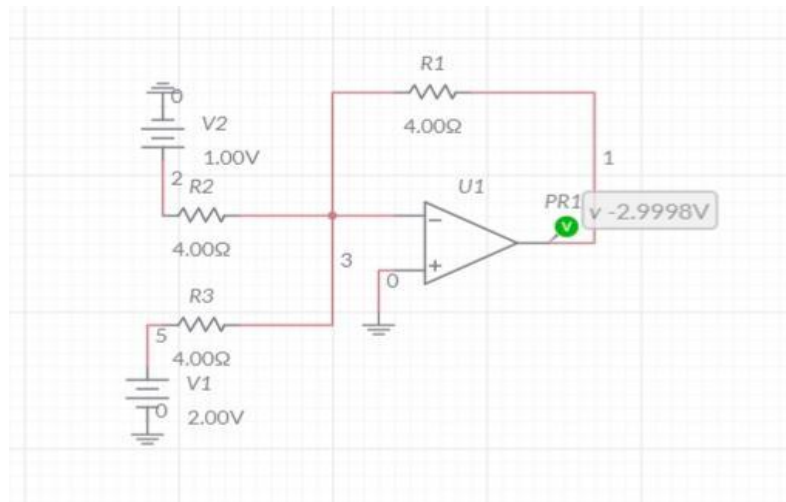 R1
4.00Ω
0
V2
1.00V
2
R2
4.00Ω
1
U1
PR1
V
v -2.9998V
3
0
R3
5
4.00Ω
V1
0
2.00V